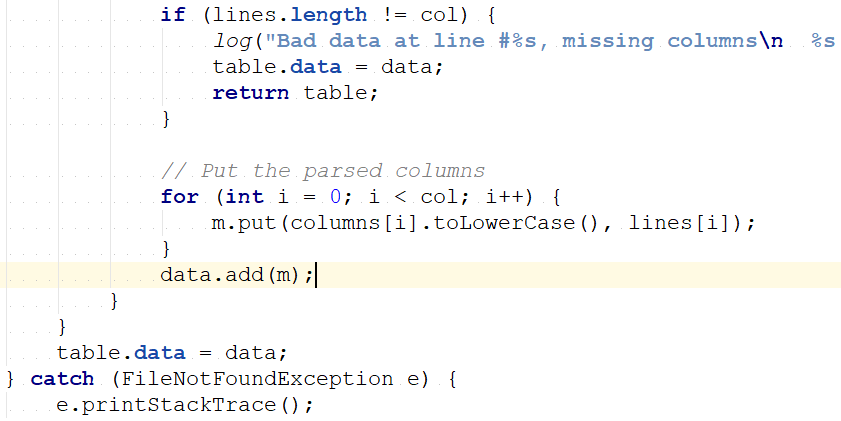 if (lines.length != col) {
log("Bad data at line #%s, missing columns\n  %s
table.data = data;
return table;
}
// Put the parsed columns
for (int i = 0; i < col; i++) {
m.put(columns[i].toLowerCase(), lines[i]);
}
data.add(m);
}
}
table.data = data;
} catch (FileNotFoundException e) {
e.printStackTrace();